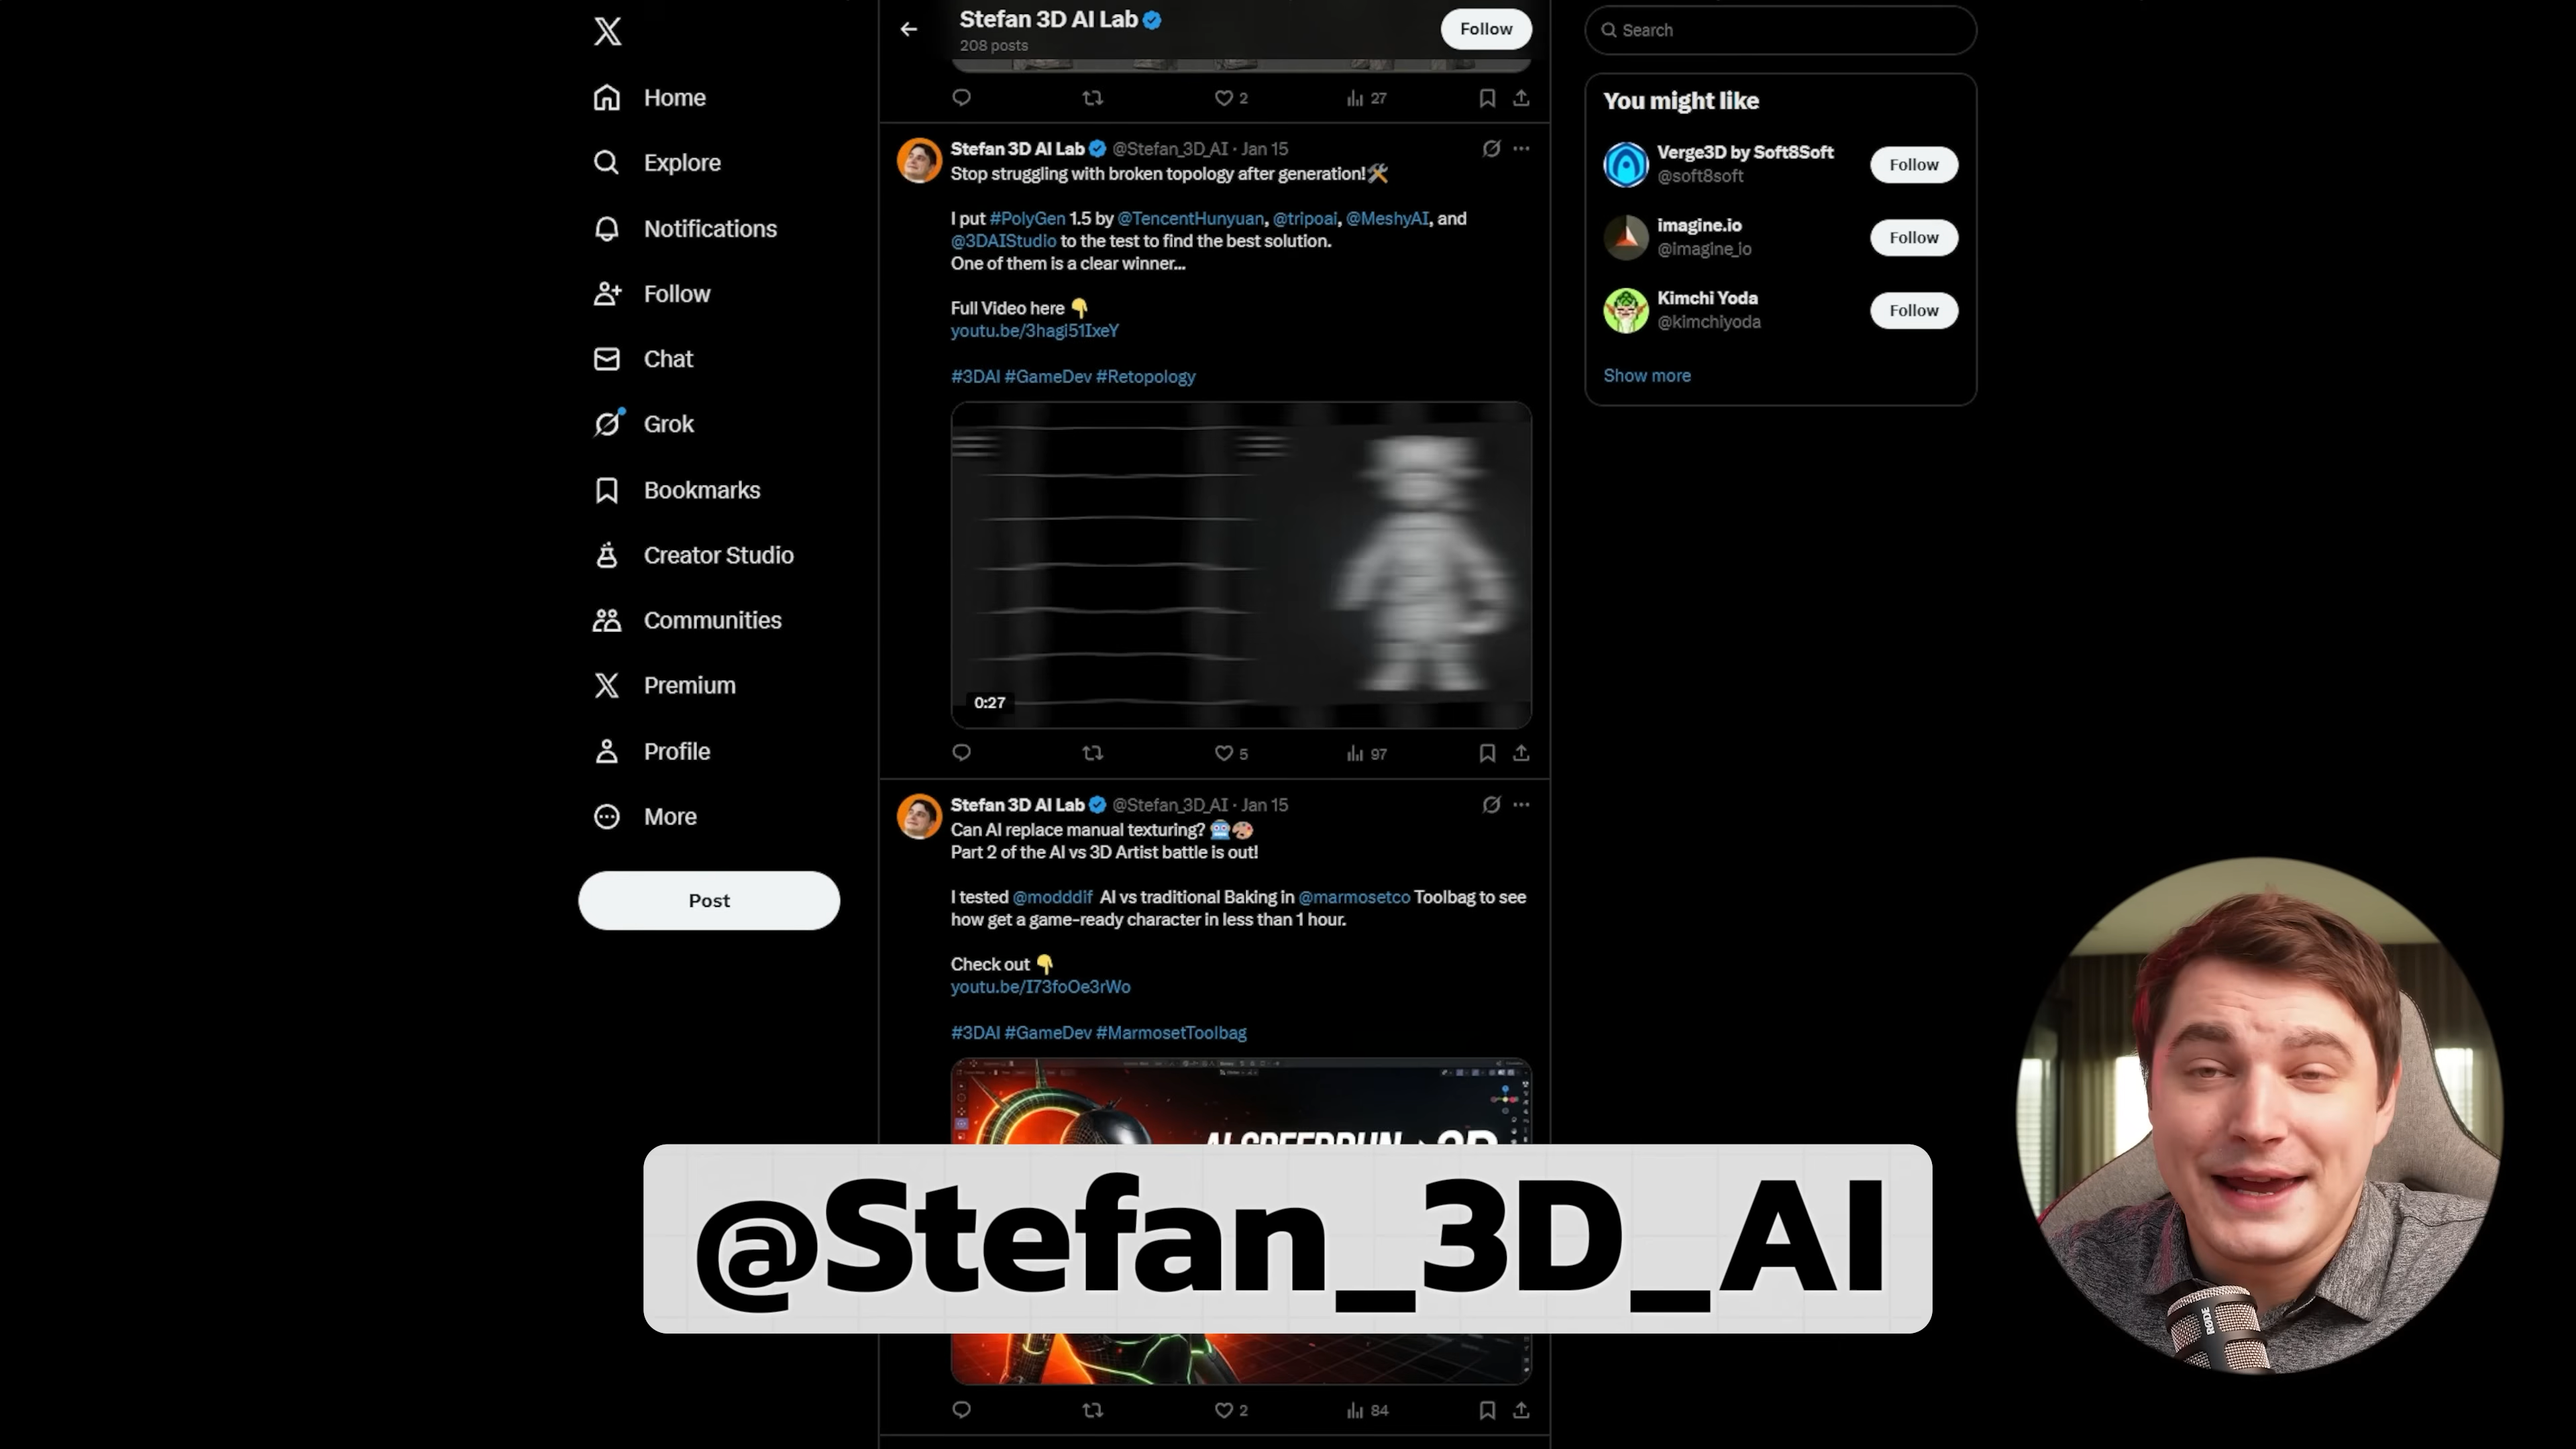 Home
Explore
Notifications
Follow
Chat
Grok
Bookmarks
Creator Studio
Communities
Premium
Profile
More
Post
Stefan 3D AI Lab
208 posts
Follow
2
27
Stefan 3D AI Lab @Stefan_3D_AI · Jan 15
Stop struggling with broken topology after generation!🛠️
I put #PolyGen 1.5 by @TencentHunyuan, @tripoai, @MeshyAI, and
@3DAIStudio to the test to find the best solution.
One of them is a clear winner...
Full Video here 👇
youtu.be/3hagi51IxeY
#3DAI #GameDev #Retopology
0:27
5
97
Stefan 3D AI Lab @Stefan_3D_AI · Jan 15
Can AI replace manual texturing? 🤖🎨
Part 2 of the AI vs 3D Artist battle is out!
I tested @modddif AI vs traditional Baking in @marmosetco Toolbag to see
how get a game-ready character in less than 1 hour.
Check out 👇
youtu.be/I73foOe3rWo
#3DAI #GameDev #MarmosetToolbag
@Stefan_3D_AI
2
84
Search
You might like
Verge3D by Soft8Soft
@soft8soft
Follow
imagine.io
@imagine_io
Follow
Kimchi Yoda
@kimchiyoda
Follow
Show more
RØDE